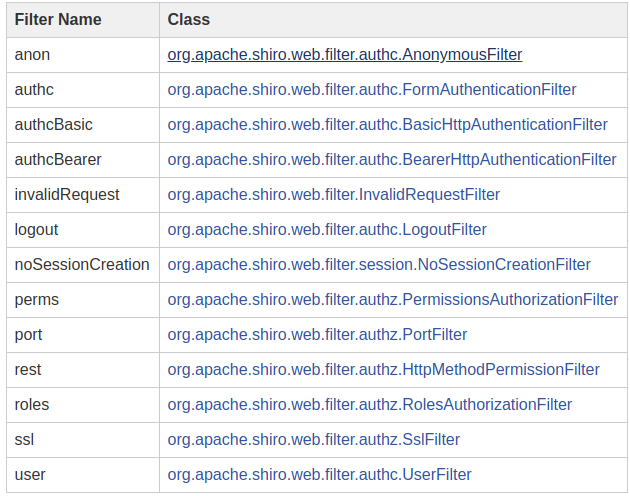 Filter Name Class
anon org.apache.shiro.web.filter.authc.AnonymousFilter
authc org.apache.shiro.web.filter.authc.FormAuthenticationFilter
authcBasic org.apache.shiro.web.filter.authc.BasicHttpAuthenticationFilter
authcBearer org.apache.shiro.web.filter.authc.BearerHttpAuthenticationFilter
invalidRequest org.apache.shiro.web.filter.InvalidRequestFilter
logout org.apache.shiro.web.filter.authc.LogoutFilter
noSessionCreation org.apache.shiro.web.filter.session.NoSessionCreationFilter
perms org.apache.shiro.web.filter.authz.PermissionsAuthorizationFilter
port org.apache.shiro.web.filter.authz.PortFilter
rest org.apache.shiro.web.filter.authz.HttpMethodPermissionFilter
roles org.apache.shiro.web.filter.authz.RolesAuthorizationFilter
ssl org.apache.shiro.web.filter.authz.SslFilter
user org.apache.shiro.web.filter.authc.UserFilter